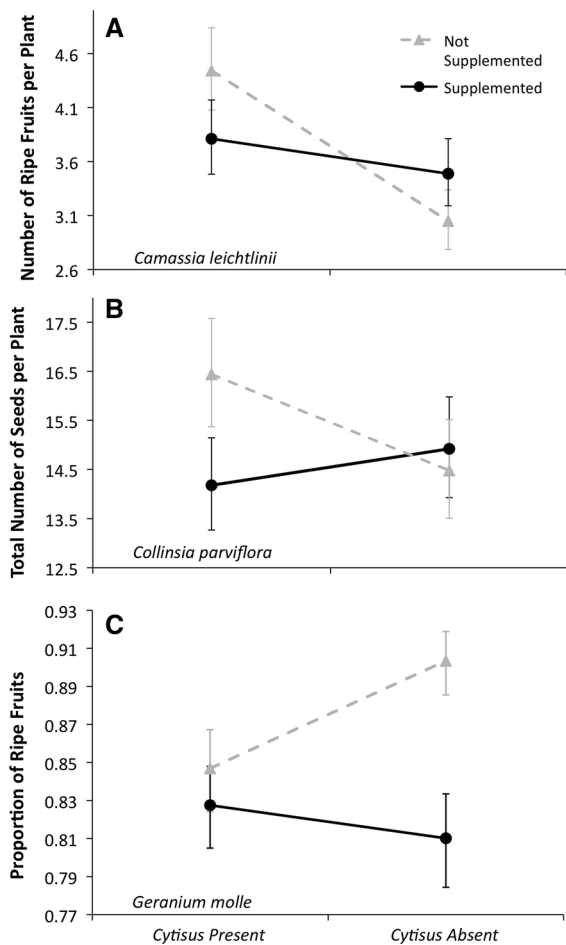 A
Number of Ripe Fruits per Plant
4.6
4.1
3.6
3.1
2.6
Not
Supplemented
Supplemented
Camassia leichtlinii
B
Total Number of Seeds per Plant
17.5
16.5
15.5
14.5
13.5
12.5
Collinsia parviflora
C
Proportion of Ripe Fruits
0.93
0.91
0.89
0.87
0.85
0.83
0.81
0.79
0.77
Geranium molle
Cytisus Present
Cytisus Absent